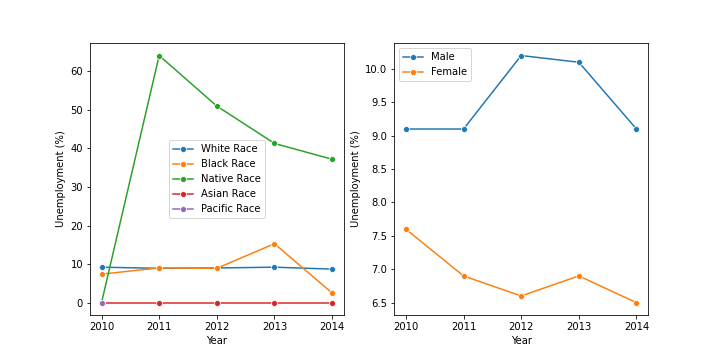 Unemployment (%)
60
50
40
30
20
10
0
White Race
Black Race
Native Race
Asian Race
Pacific Race
2010 2011 2012 2013 2014
Year
Unemployment (%)
10.0
9.5
9.0
8.5
8.0
7.5
7.0
6.5
Male
Female
2010 2011 2012 2013 2014
Year